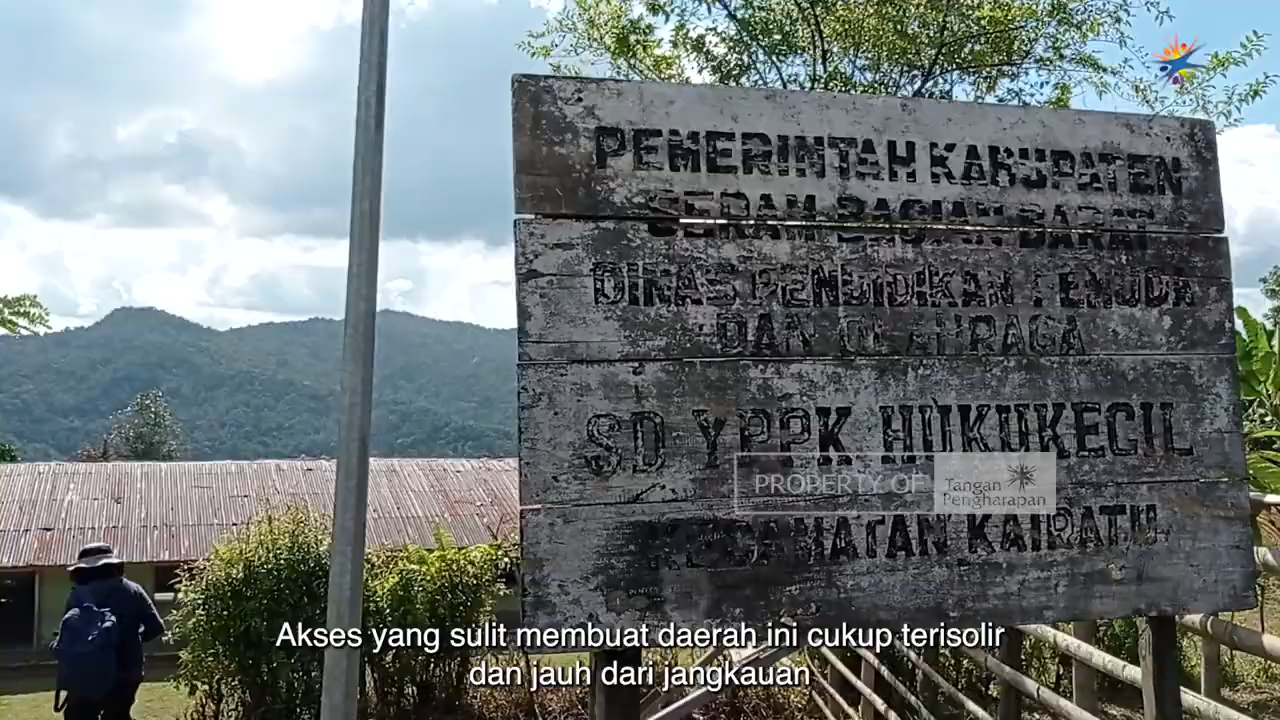 PEMERINTAH KABUPATEN
SERAM BAGIAN BARAT
DINAS PENDIDIKAN PEMUDA
DAN OLAHRAGA
SD YPPK HUKUKECIL
KECAMATAN KAIRATU
PROPERTY OF
Tangan
Pengharapan
Akses yang sulit membuat daerah ini cukup terisolir
dan jauh dari jangkauan